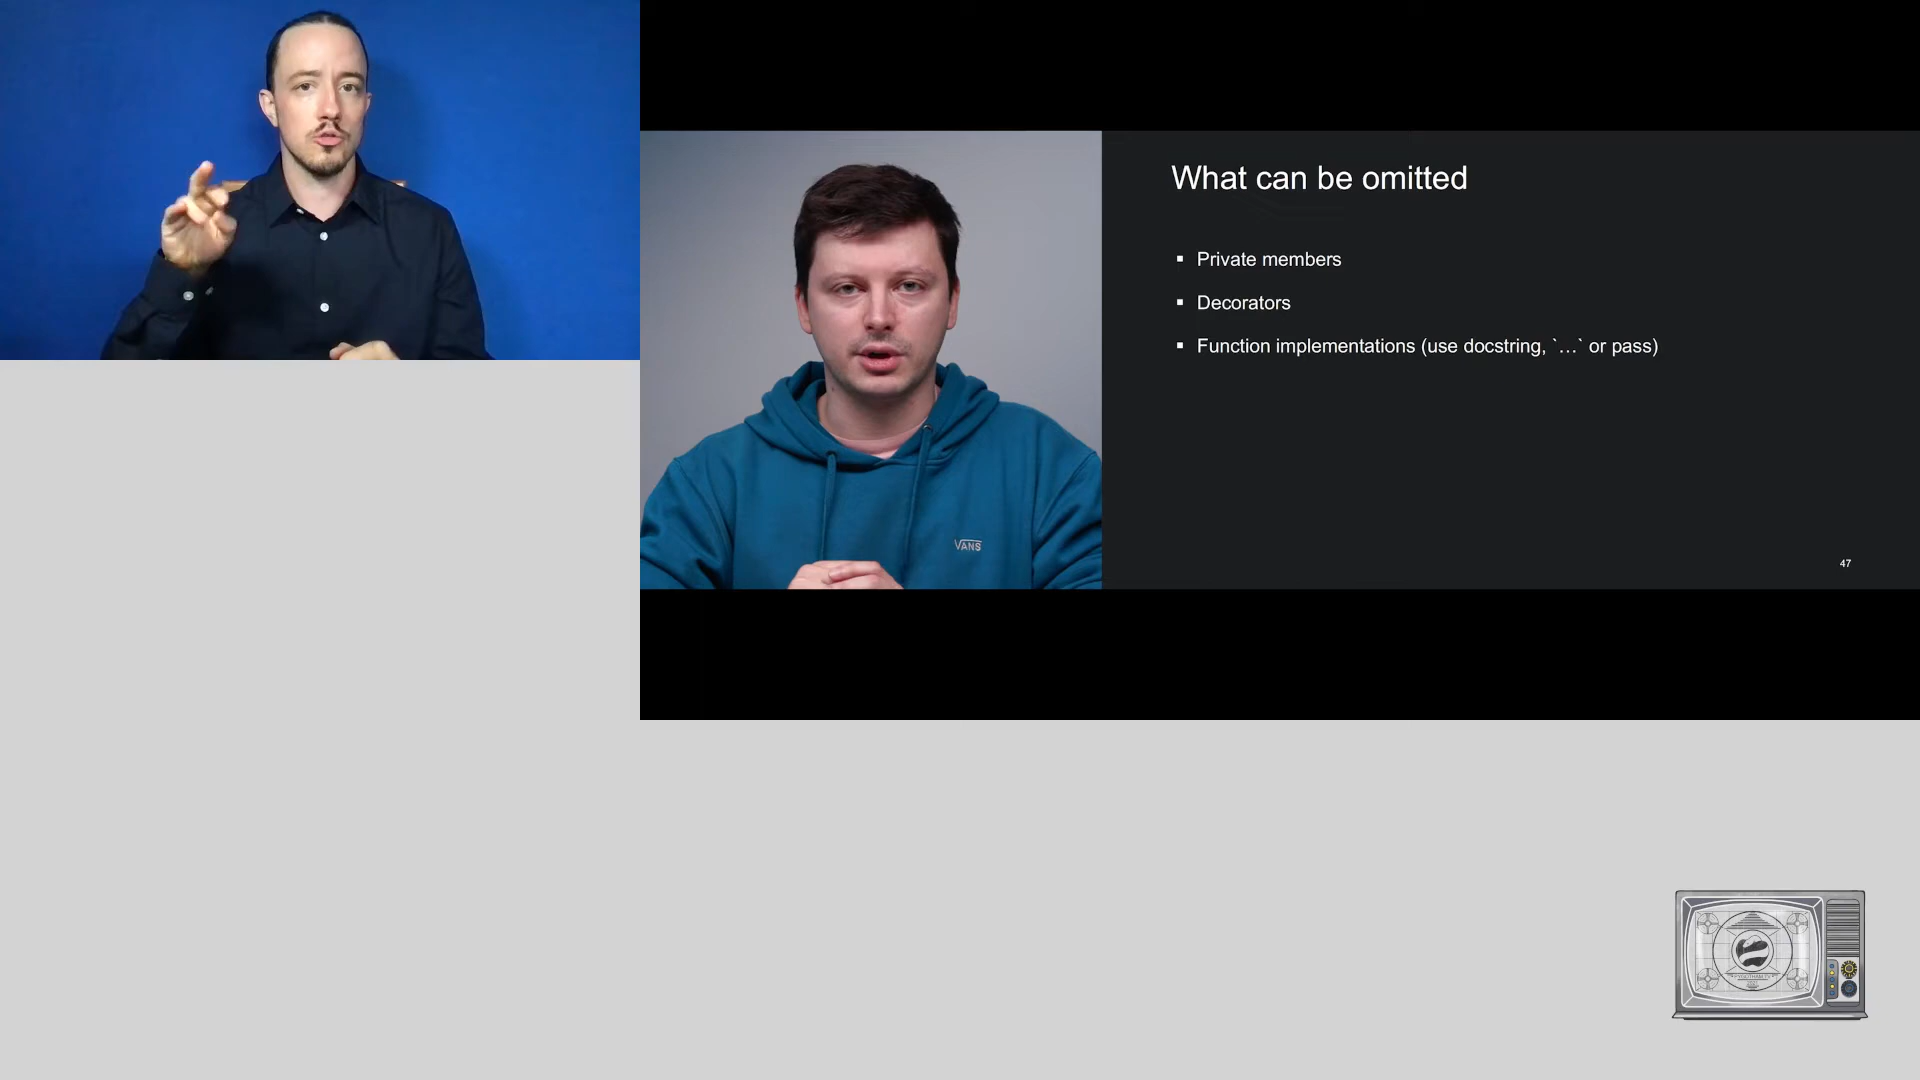 What can be omitted
▪ Private members
▪ Decorators
▪ Function implementations (use docstring, `…` or pass)
VANS
47